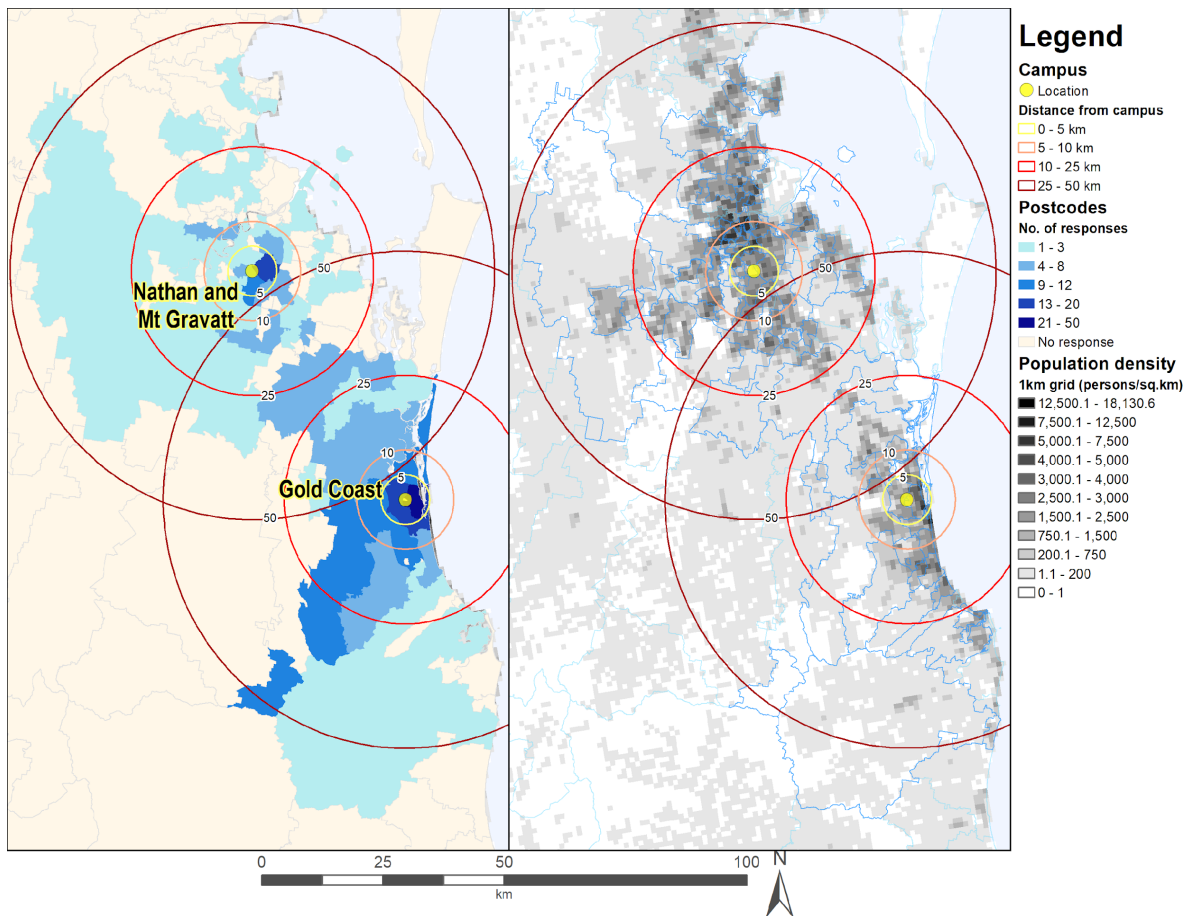 Nathan and
Mt Gravatt
50
5
10
25
25
10
5
Gold Coast
50
50
5
10
25
25
10
5
50
Legend
Campus
Location
Distance from campus
0 - 5 km
5 - 10 km
10 - 25 km
25 - 50 km
Postcodes
No. of responses
1 - 3
4 - 8
9 - 12
13 - 20
21 - 50
No response
Population density
1km grid (persons/sq.km)
12,500.1 - 18,130.6
7,500.1 - 12,500
5,000.1 - 7,500
4,000.1 - 5,000
3,000.1 - 4,000
2,500.1 - 3,000
1,500.1 - 2,500
750.1 - 1,500
200.1 - 750
1.1 - 200
0 - 1
0 25 50 100
km
N